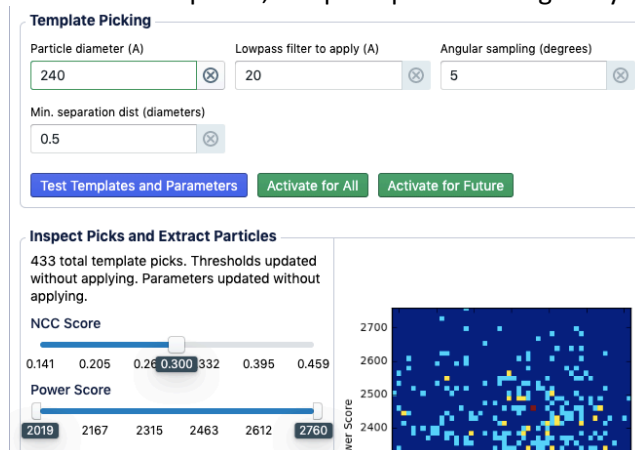 Template Picking
Particle diameter (A) Lowpass filter to apply (A) Angular sampling (degrees)
240 20 5
Min. separation dist (diameters)
0.5
Test Templates and Parameters Activate for All Activate for Future
Inspect Picks and Extract Particles
433 total template picks. Thresholds updated
without applying. Parameters updated without
applying.
NCC Score
0.141 0.205 0.26 0.300 332 0.395 0.459
Power Score
2019 2167 2315 2463 2612 2760
2700
2600
2500
2400
wer Score